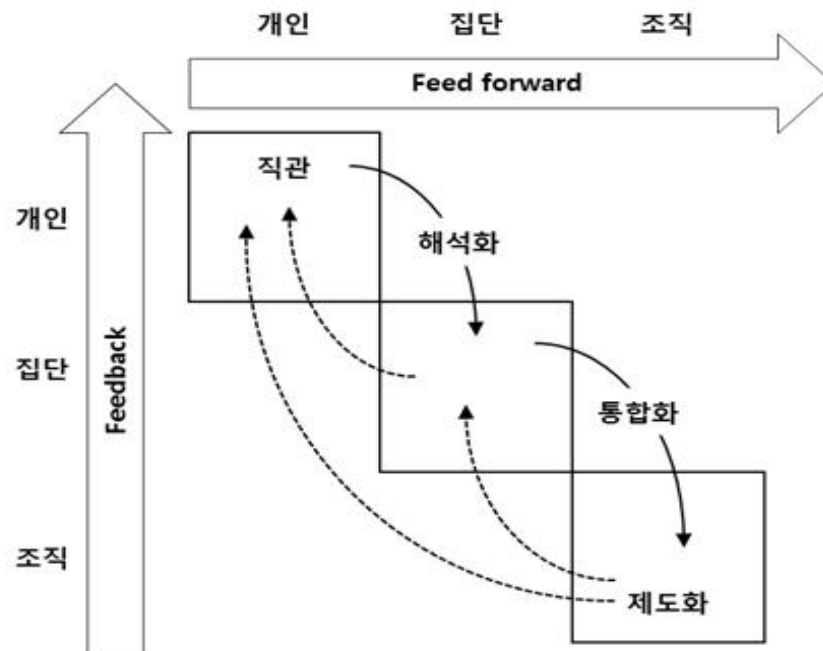 개인 집단 조직
Feed forward
직관
개인
해석화
집단
Feedback
통합화
조직
제도화